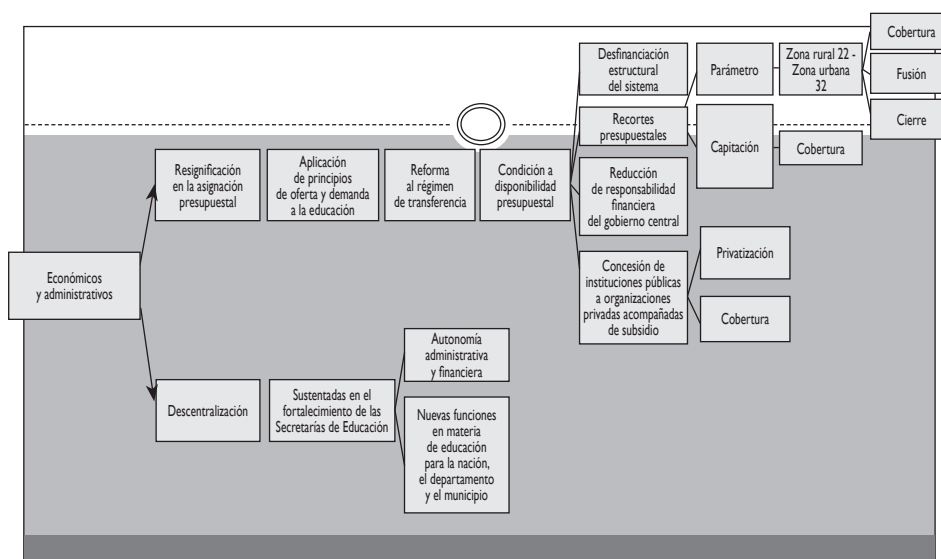 Económicos
y administrativos
Resignificación
en la asignación
presupuestal
Aplicación
de principios
de oferta y demanda
a la educación
Reforma
al régimen
de transferencia
Condición a
disponibilidad
presupuestal
Desfinanciación
estructural
del sistema
Parámetro
Zona rural 22 -
Zona urbana
32
Cobertura
Fusión
Cierre
Recortes
presupuestales
Capitación
Cobertura
Reducción
de responsabilidad
financiera
del gobierno central
Concesión de
instituciones públicas
a organizaciones
privadas acompañadas
de subsidio
Privatización
Cobertura
Descentralización
Sustentadas en el
fortalecimiento de las
Secretarías de Educación
Autonomía
administrativa
y financiera
Nuevas funciones
en materia
de educación
para la nación,
el departamento
y el municipio